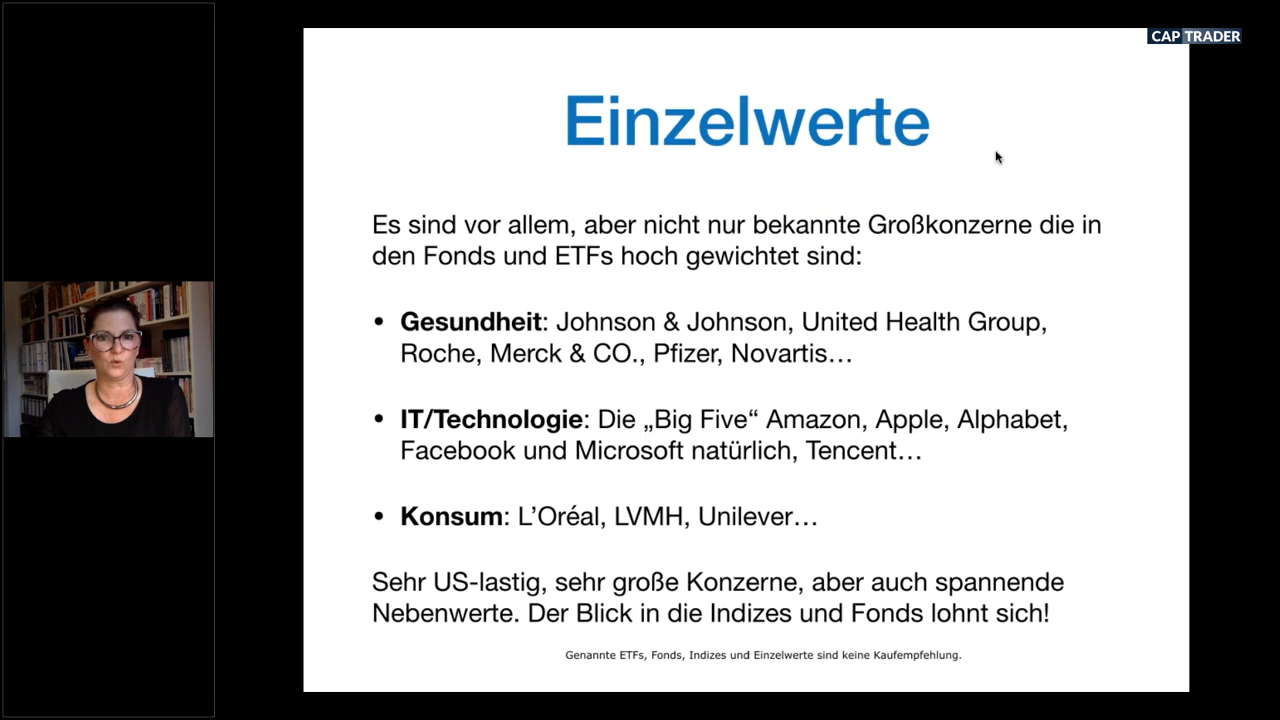 CAP TRADER
Einzelwerte
Es sind vor allem, aber nicht nur bekannte Großkonzerne die in
den Fonds und ETFs hoch gewichtet sind:
• Gesundheit: Johnson & Johnson, United Health Group,
Roche, Merck & CO., Pfizer, Novartis…
• IT/Technologie: Die „Big Five“ Amazon, Apple, Alphabet,
Facebook und Microsoft natürlich, Tencent…
• Konsum: L’Oréal, LVMH, Unilever…
Sehr US-lastig, sehr große Konzerne, aber auch spannende
Nebenwerte. Der Blick in die Indizes und Fonds lohnt sich!
Genannte ETFs, Fonds, Indizes und Einzelwerte sind keine Kaufempfehlung.